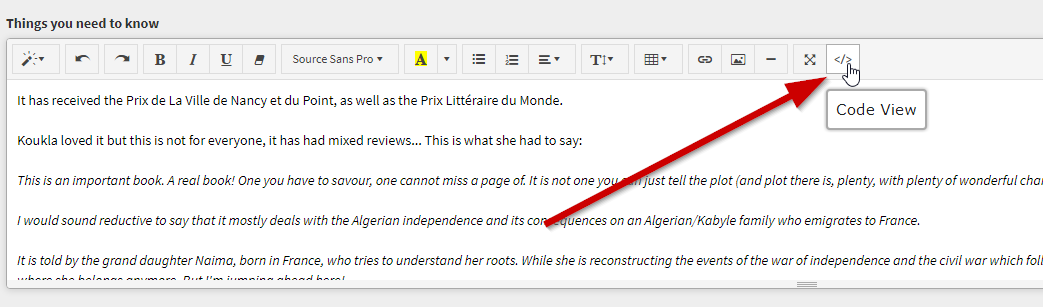 Things you need to know
B I U Source Sans Pro A T </>
Code View
It has received the Prix de La Ville de Nancy et du Point, as well as the Prix Littéraire du Monde.
Koukla loved it but this is not for everyone, it has had mixed reviews... This is what she had to say:
This is an important book. A real book! One you have to savour, one cannot miss a page of. It is not one you can just tell the plot (and plot there is, plenty, with plenty of wonderful
I would sound reductive to say that it mostly deals with the Algerian independence and its consequences on an Algerian/Kabyle family who emigrates to France.
It is told by the grand daughter Naima, born in France, who tries to understand her roots. While she is reconstructing the events of the war of independence and the civil war which
where she belongs anymore. But I'm jumping ahead here!